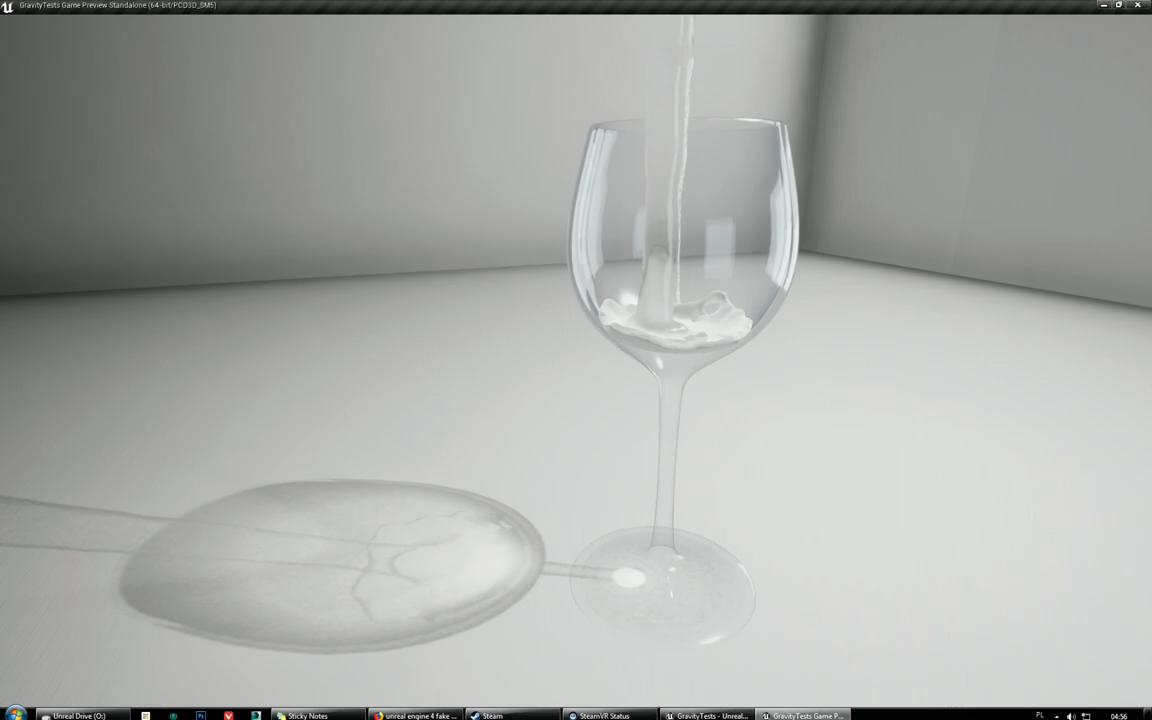 GravityTests Game Preview Standalone (64-bit/PCD3D_SM5)
Unreal Drive (O:)
Sticky Notes
unreal engine 4 fake ...
Steam
SteamVR Status
GravityTests - Unreal...
GravityTests Game P...
PL
04:56